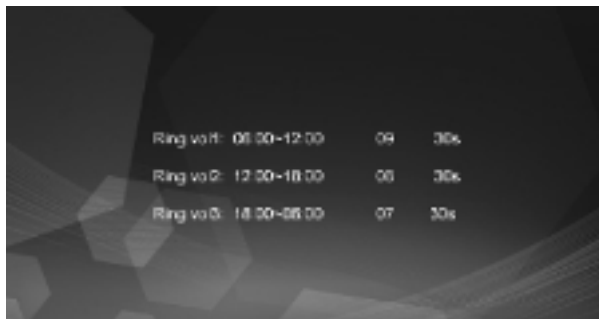 Ring vol1: 06:00~12:00 09 30s
Ring vol2: 12:00~18:00 08 30s
Ring vol3: 18:00~06:00 07 30s